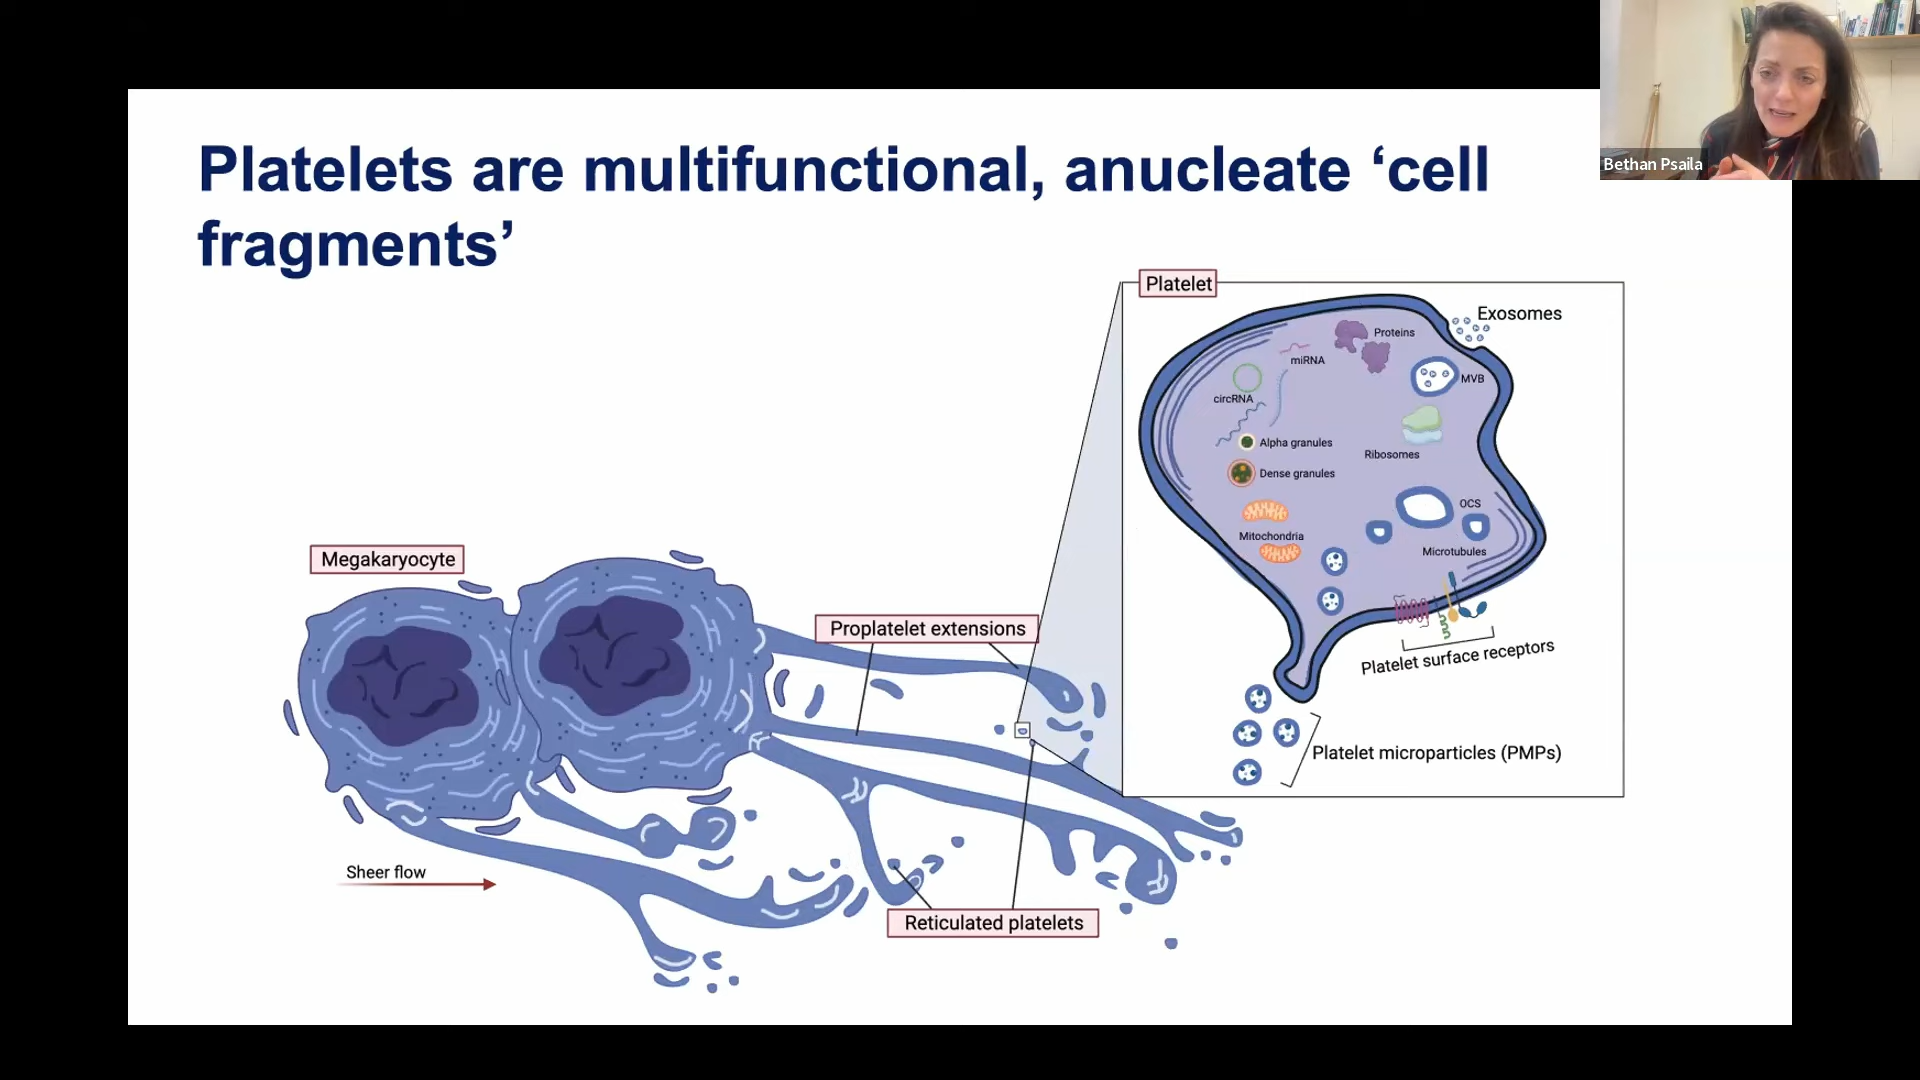 Platelets are multifunctional, anucleate ‘cell
fragments’
Bethan Psaila
Platelet
Exosomes
Proteins
miRNA
MVB
circRNA
Alpha granules
Ribosomes
Dense granules
OCS
Mitochondria
Microtubules
Platelet surface receptors
Platelet microparticles (PMPs)
Megakaryocyte
Proplatelet extensions
Sheer flow
Reticulated platelets